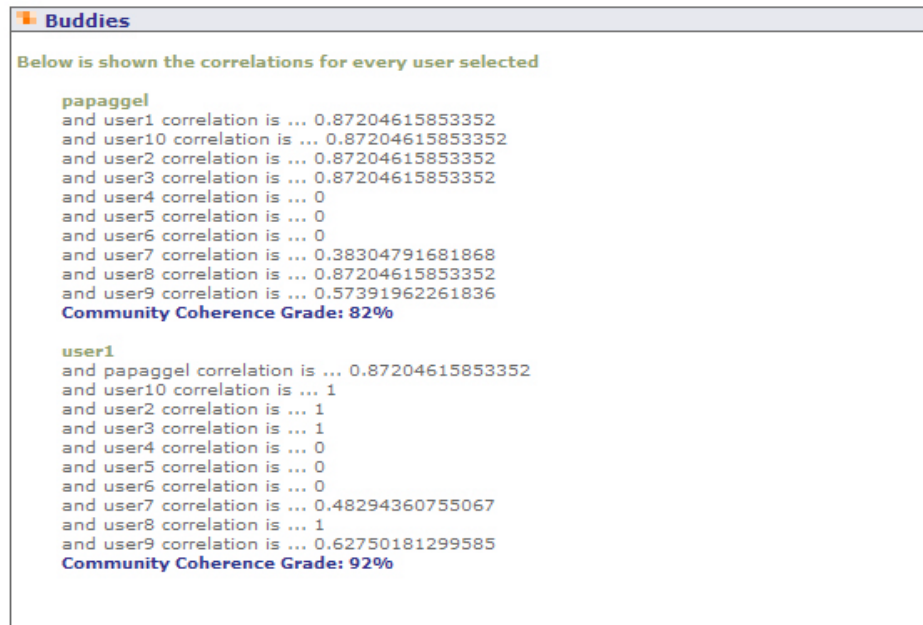 Buddies
Below is shown the correlations for every user selected
papaggel
and user1 correlation is ... 0.87204615853352
and user10 correlation is ... 0.87204615853352
and user2 correlation is ... 0.87204615853352
and user3 correlation is ... 0.87204615853352
and user4 correlation is ... 0
and user5 correlation is ... 0
and user6 correlation is ... 0
and user7 correlation is ... 0.38304791681868
and user8 correlation is ... 0.87204615853352
and user9 correlation is ... 0.57391962261836
Community Coherence Grade: 82%
user1
and papaggel correlation is ... 0.87204615853352
and user10 correlation is ... 1
and user2 correlation is ... 1
and user3 correlation is ... 1
and user4 correlation is ... 0
and user5 correlation is ... 0
and user6 correlation is ... 0
and user7 correlation is ... 0.48294360755067
and user8 correlation is ... 1
and user9 correlation is ... 0.62750181299585
Community Coherence Grade: 92%